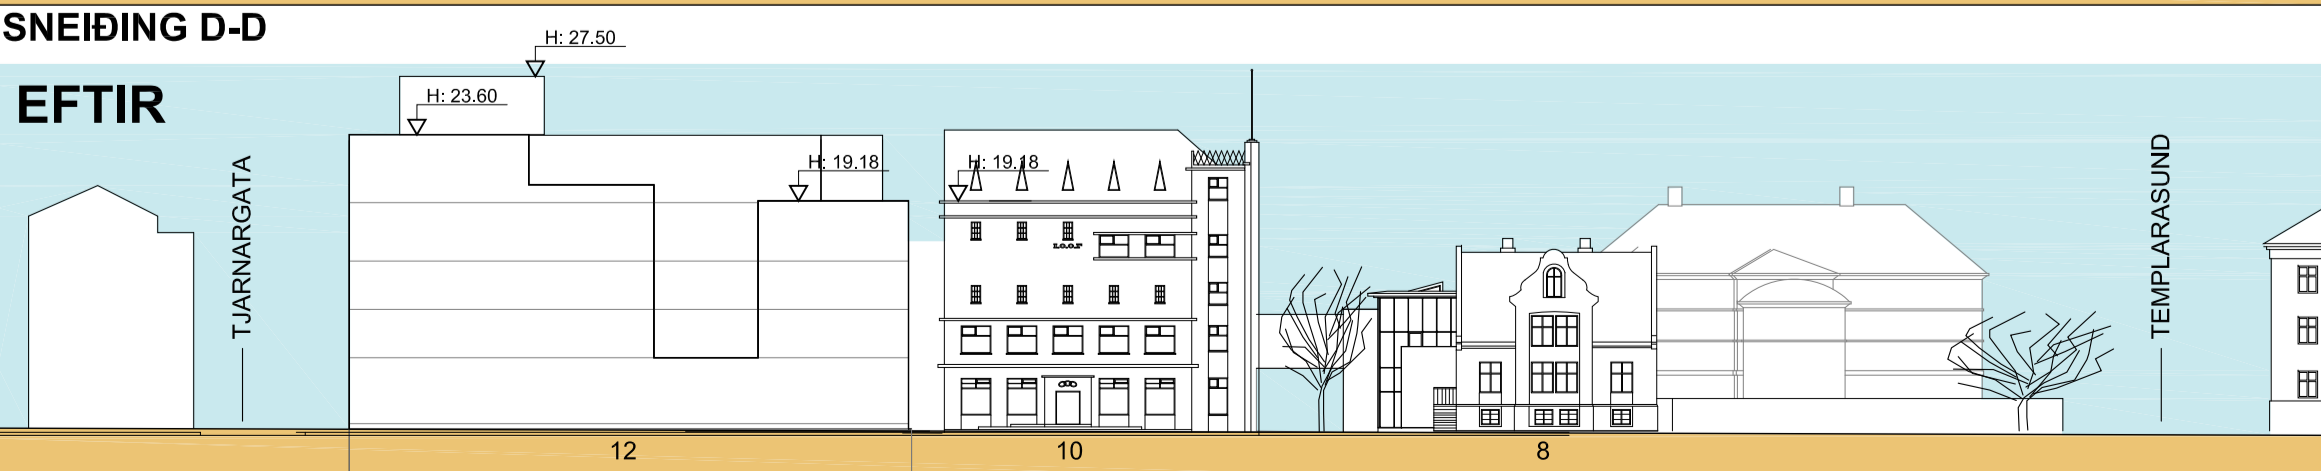 SNEIÐING D-D
H: 27.50
EFTIR
H: 23.60
TJARNARGATA
H: 19.18
H: 19.18
I.O.O.F
TEMPLARASUND
12
10
8